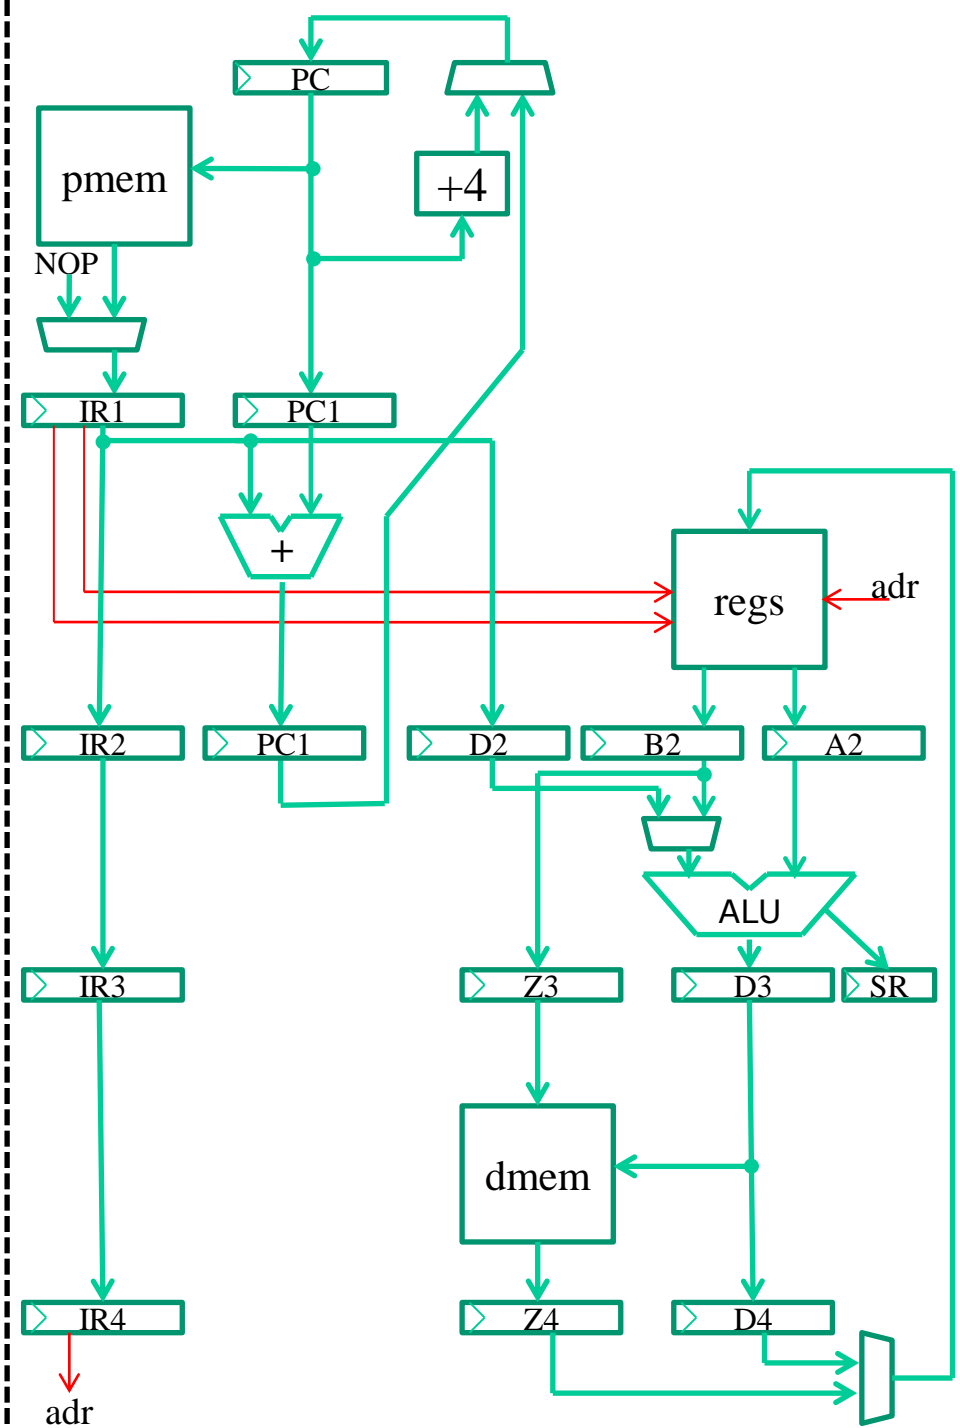 PC
pmem
+4
NOP
IR1
PC1
+
regs
adr
IR2
PC1
D2
B2
A2
ALU
IR3
Z3
D3
SR
dmem
IR4
Z4
D4
adr